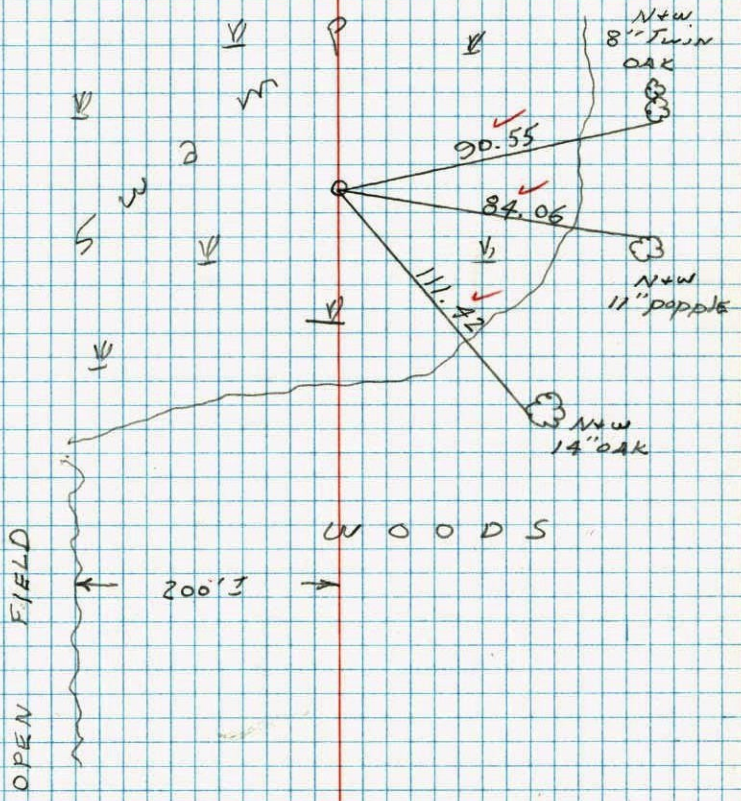 N+W
8" TWIN
OAK
S W A M P
90.55
84.06
N+W
11" POPPLE
111.42
N+W
14" OAK
W O O D S
200'±
OPEN FIELD